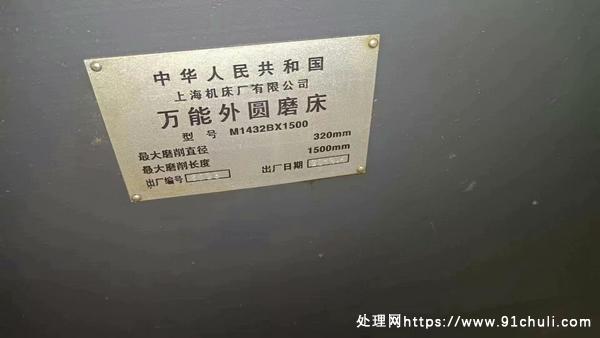 中华人民共和国
上海机床厂有限公司
万能外圆磨床
型号 M1432BX1500
最大磨削直径 320mm
最大磨削长度 1500mm
出厂编号 出厂日期
处理网https://www.91chuli.com/